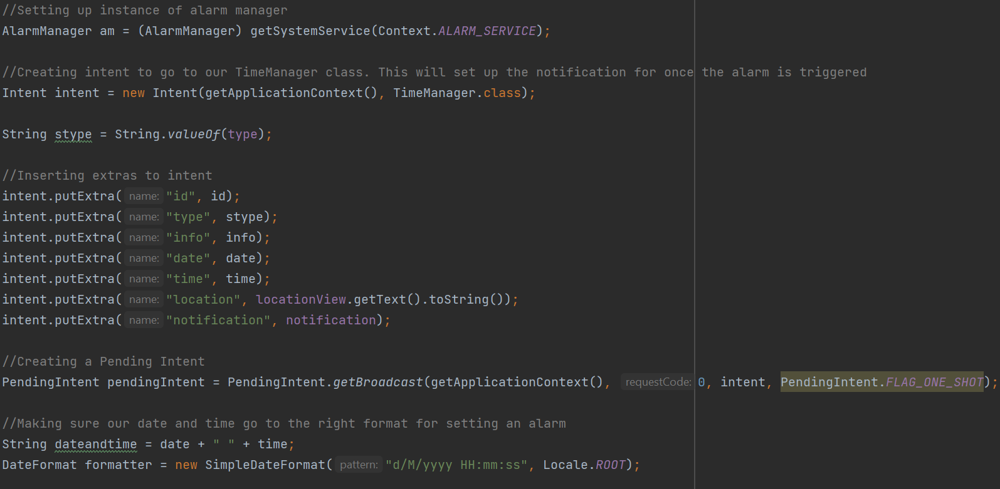 //Setting up instance of alarm manager
AlarmManager am = (AlarmManager) getSystemService(Context.ALARM_SERVICE);
//Creating intent to go to our TimeManager class. This will set up the notification for once the alarm is triggered
Intent intent = new Intent(getApplicationContext(), TimeManager.class);
String stype = String.valueOf(type);
//Inserting extras to intent
intent.putExtra( name: "id", id);
intent.putExtra( name: "type", stype);
intent.putExtra( name: "info", info);
intent.putExtra( name: "date", date);
intent.putExtra( name: "time", time);
intent.putExtra( name: "location", locationView.getText().toString());
intent.putExtra( name: "notification", notification);
//Creating a Pending Intent
PendingIntent pendingIntent = PendingIntent.getBroadcast(getApplicationContext(), requestCode: 0, intent, PendingIntent.FLAG_ONE_SHOT);
//Making sure our date and time go to the right format for setting an alarm
String dateandtime = date + " " + time;
DateFormat formatter = new SimpleDateFormat( pattern: "d/M/yyyy HH:mm:ss", Locale.ROOT);